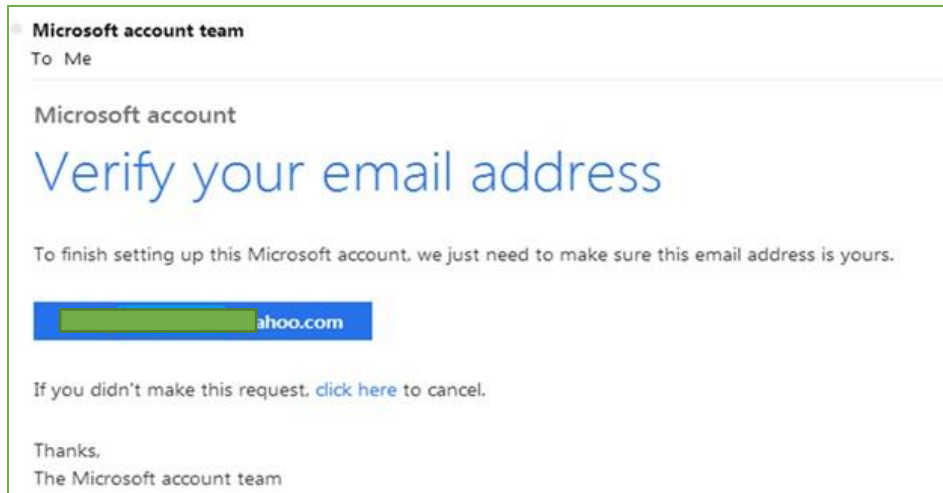 Microsoft account team
To Me
Microsoft account
Verify your email address
To finish setting up this Microsoft account, we just need to make sure this email address is yours.
ahoo.com
If you didn't make this request, click here to cancel.
Thanks,
The Microsoft account team